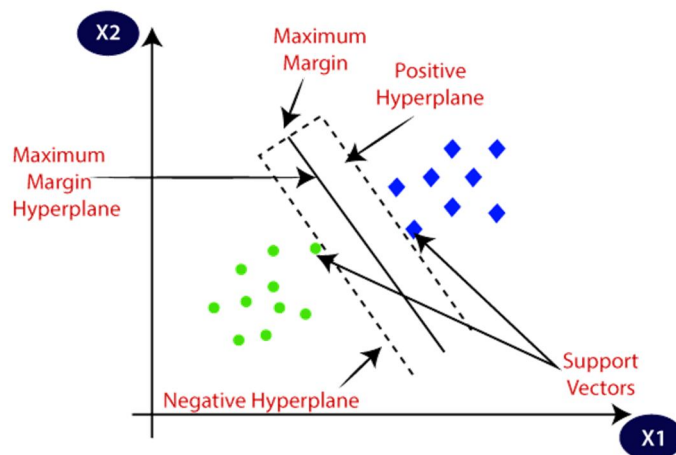 X2
Maximum
Margin
Positive
Hyperplane
Maximum
Margin
Hyperplane
Support
Vectors
Negative Hyperplane
X1